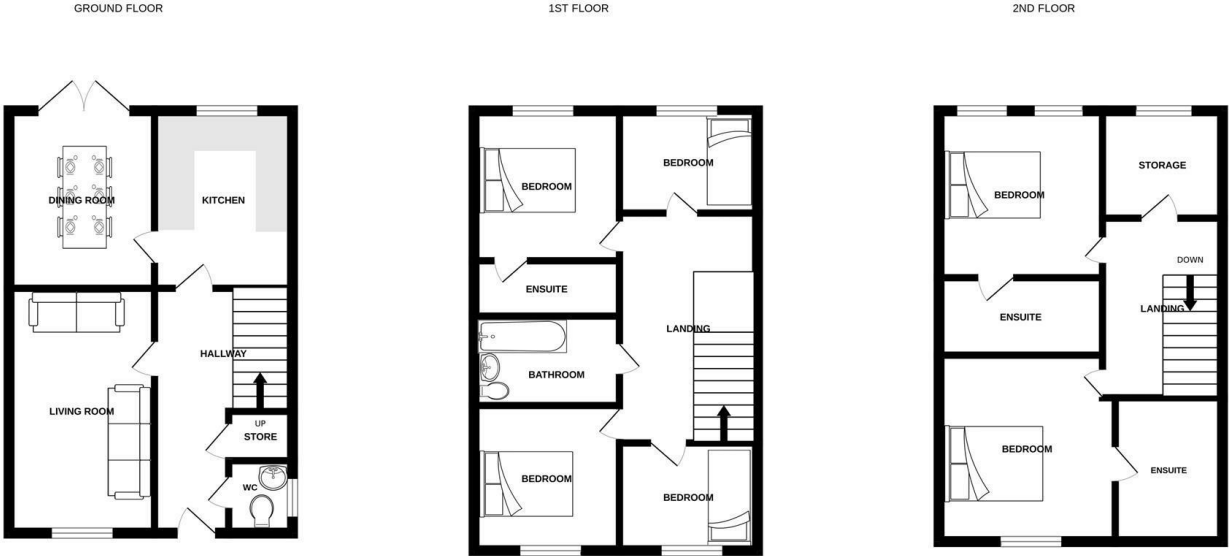 GROUND FLOOR
DINING ROOM
KITCHEN
HALLWAY
LIVING ROOM
UP
STORE
WC
1ST FLOOR
BEDROOM
BEDROOM
ENSUITE
LANDING
BATHROOM
BEDROOM
BEDROOM
2ND FLOOR
STORAGE
BEDROOM
DOWN
LANDING
ENSUITE
BEDROOM
ENSUITE